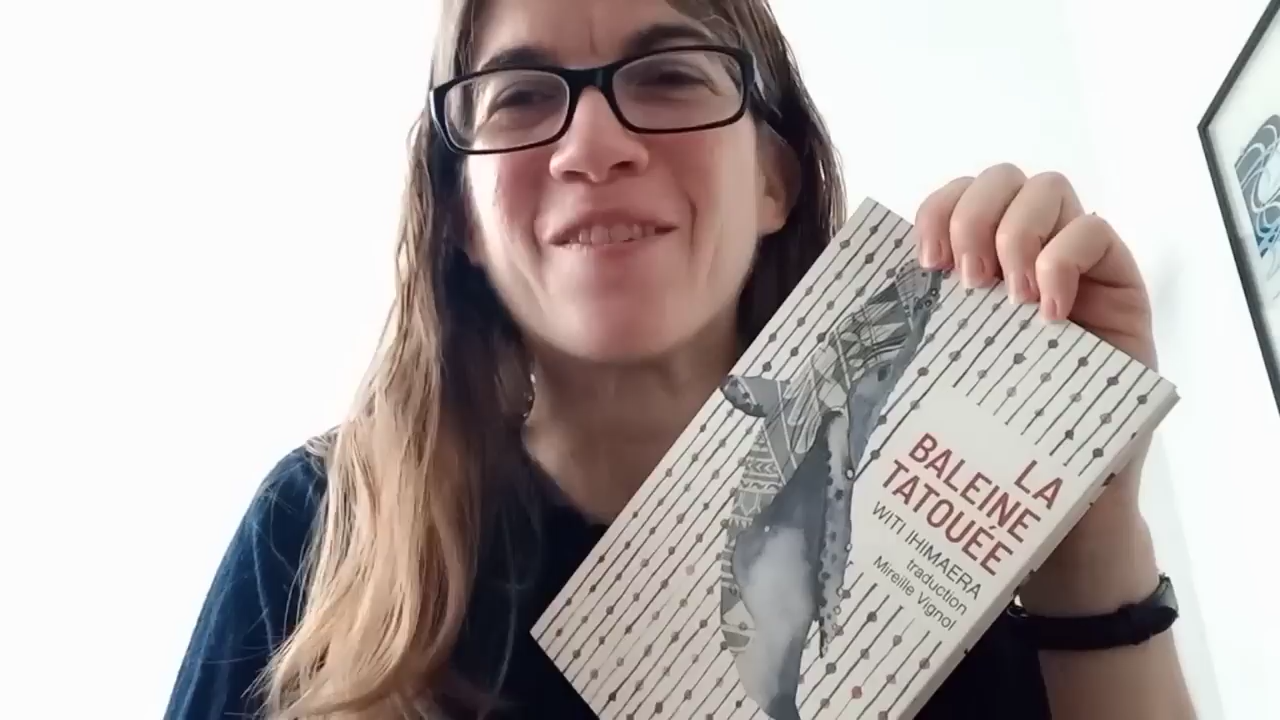 LA
BALEINE
TATOUÉE
WITI IHIMAERA
traduction
Mireille Vignol